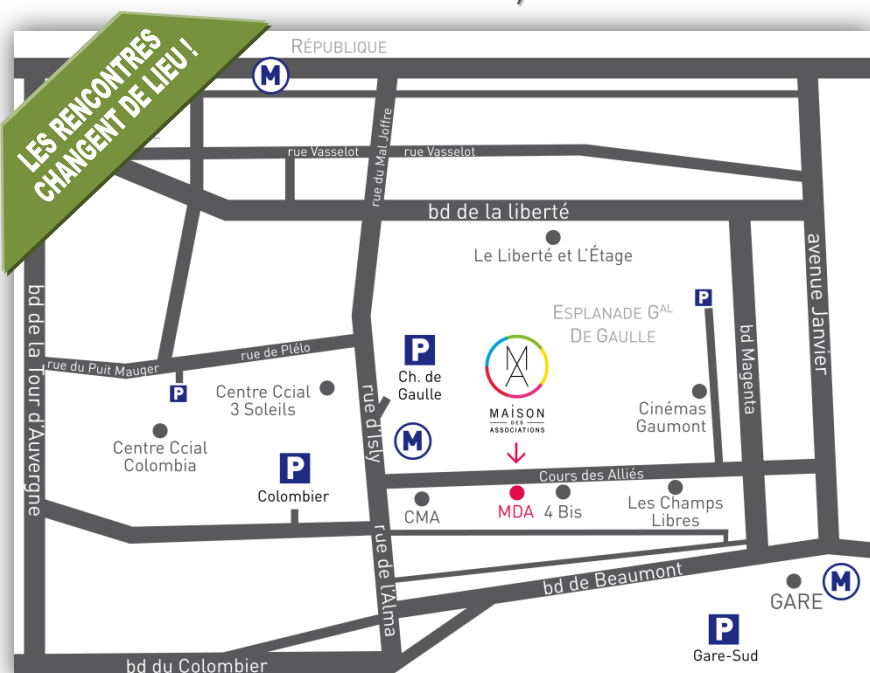 LES RENCONTRES
CHANGENT DE LIEU !
RÉPUBLIQUE
M
rue du Mal Joffre
rue Vasselot
rue Vasselot
bd de la liberté
Le Liberté et L'Étage
avenue Janvier
bd de la Tour d'Auvergne
P
ESPLANADE GAL
DE GAULLE
bd Magenta
rue du Puit Mauger
rue de Plélo
P
Ch. de
Gaulle
MA
MAISON
DES
ASSOCIATIONS
P
Centre Ccial
3 Soleils
rue d'Isly
Cinémas
Gaumont
Centre Ccial
Colombia
M
P
Colombier
Cours des Alliés
CMA
MDA
4 Bis
Les Champs
Libres
rue de l'Alma
bd de Beaumont
GARE
M
P
Gare-Sud
bd du Colombier